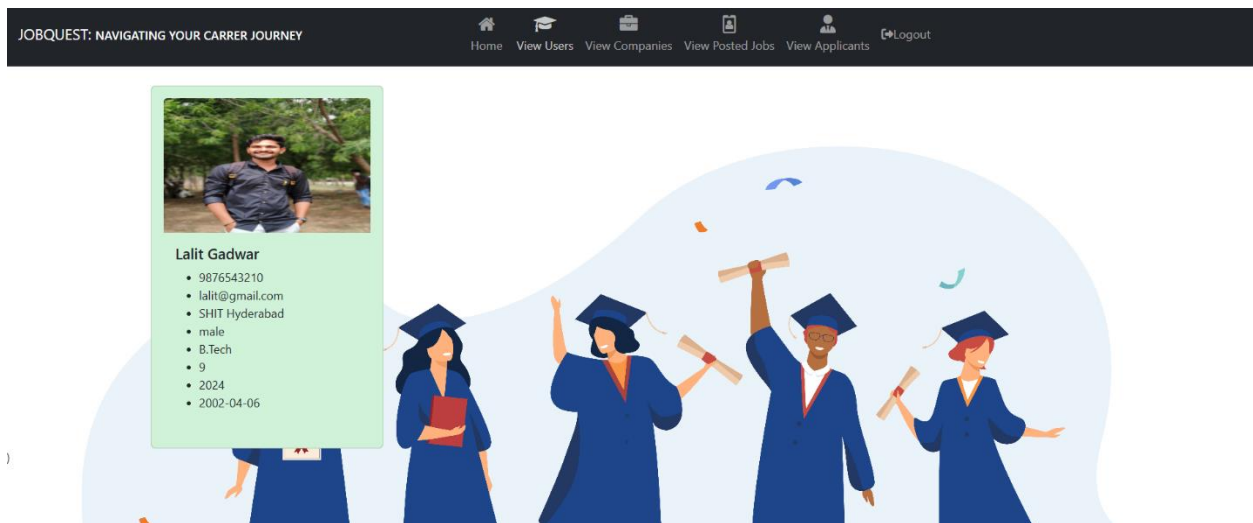 JOBQUEST: NAVIGATING YOUR CARRER JOURNEY
Home View Users View Companies View Posted Jobs View Applicants Logout
Lalit Gadwar
9876543210
lalit@gmail.com
SHIT Hyderabad
male
B.Tech
9
2024
2002-04-06
)